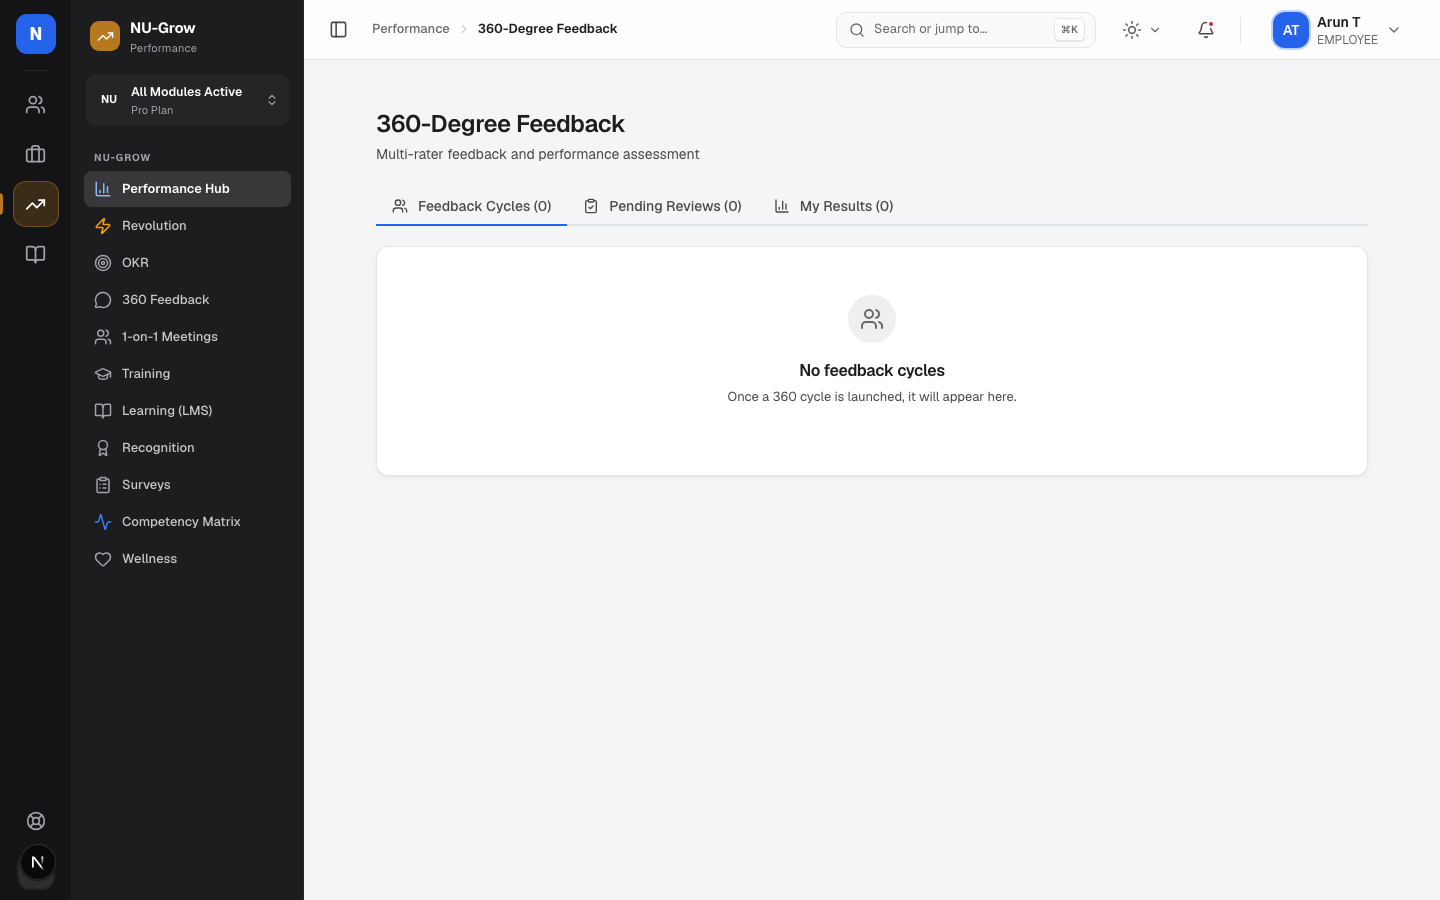 N
NU-Grow
Performance
NU
All Modules Active
Pro Plan
NU-GROW
Performance Hub
Revolution
OKR
360 Feedback
1-on-1 Meetings
Training
Learning (LMS)
Recognition
Surveys
Competency Matrix
Wellness
N
Performance
360-Degree Feedback
Search or jump to...
⌘K
AT
Arun T
EMPLOYEE
360-Degree Feedback
Multi-rater feedback and performance assessment
Feedback Cycles (0)
Pending Reviews (0)
My Results (0)
No feedback cycles
Once a 360 cycle is launched, it will appear here.